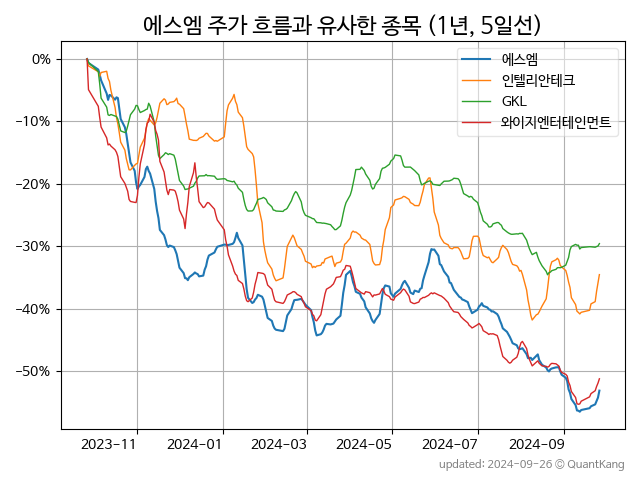 에스엠 주가 흐름과 유사한 종목 (1년, 5일선)
에스엠
인텔리안테크
GKL
와이지엔터테인먼트
0%
−10%
−20%
−30%
−40%
−50%
2023−11
2024−01
2024−03
2024−05
2024−07
2024−09
updated: 2024-09-26 © QuantKang